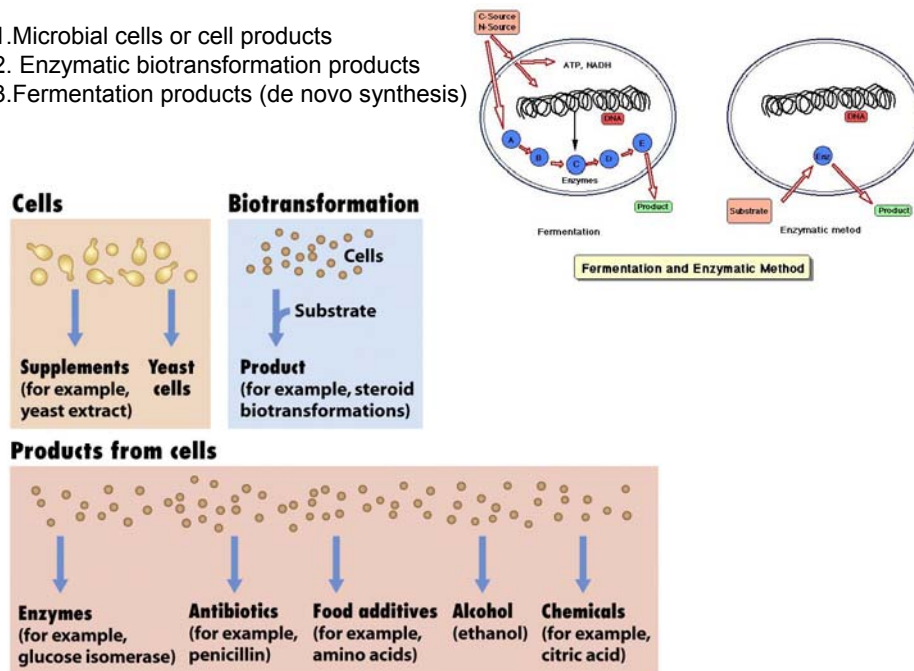 1.Microbial cells or cell products
2. Enzymatic biotransformation products
3.Fermentation products (de novo synthesis)
C-Source
N-Source
ATP, NADH
DNA
A
B
C
D
E
Enzymes
Product
Fermentation
DNA
Enz
Substrate
Product
Enzymatic metod
Fermentation and Enzymatic Method
Cells
Supplements
(for example,
yeast extract)
Yeast
cells
Biotransformation
Cells
Substrate
Product
(for example, steroid
biotransformations)
Products from cells
Enzymes
(for example,
glucose isomerase)
Antibiotics
(for example,
penicillin)
Food additives
(for example,
amino acids)
Alcohol
(ethanol)
Chemicals
(for example,
citric acid)